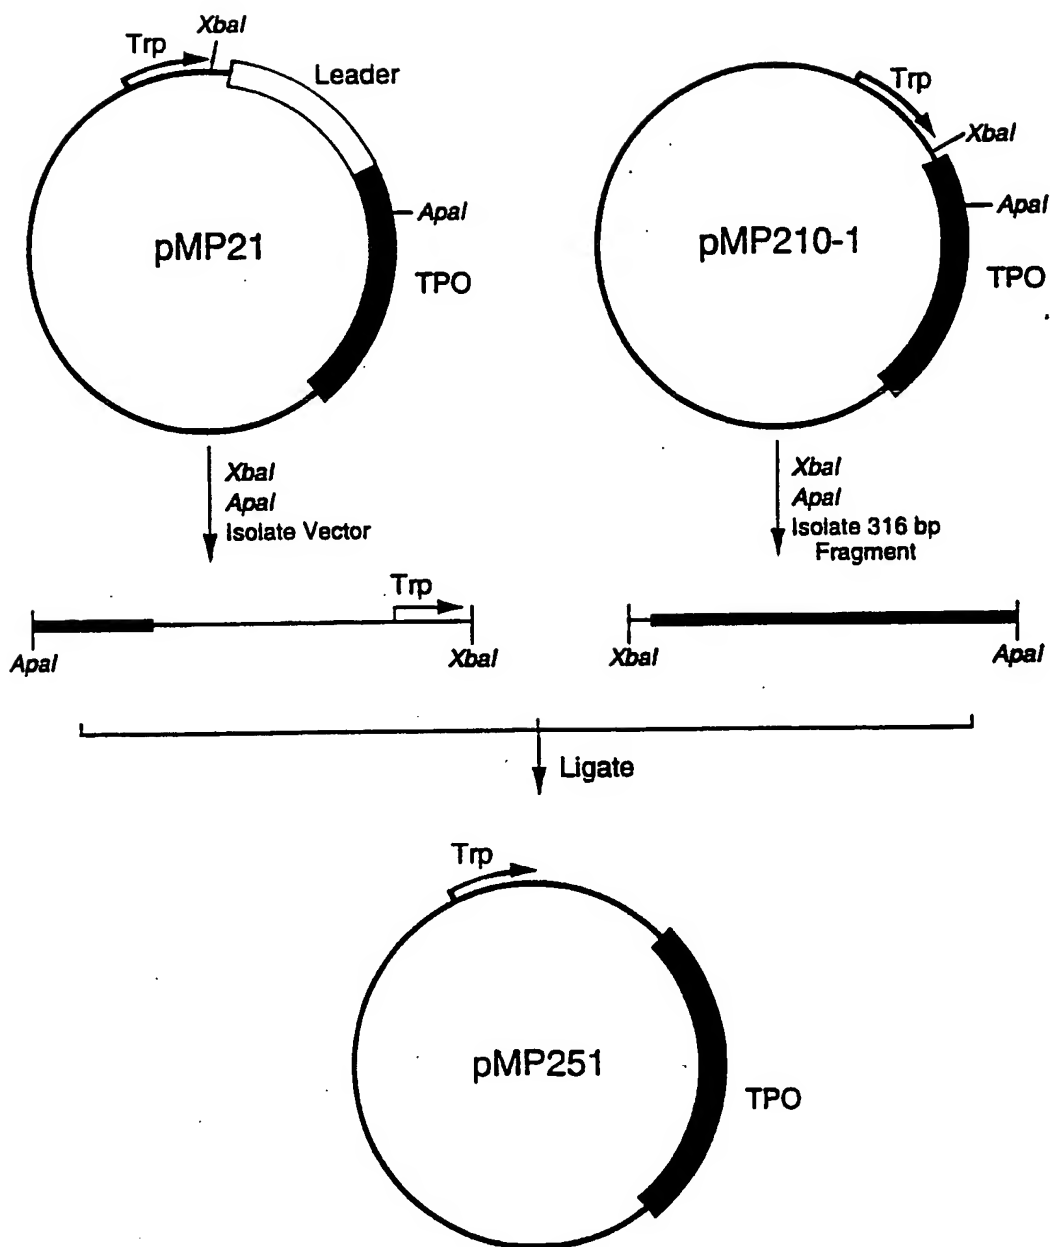 XbaI
Trp
Leader
ApaI
pMP21
TPO
Trp
XbaI
ApaI
pMP210-1
TPO
XbaI
ApaI
Isolate Vector
XbaI
ApaI
Isolate 316 bp
Fragment
Trp
ApaI
XbaI
XbaI
ApaI
Ligate
Trp
pMP251
TPO